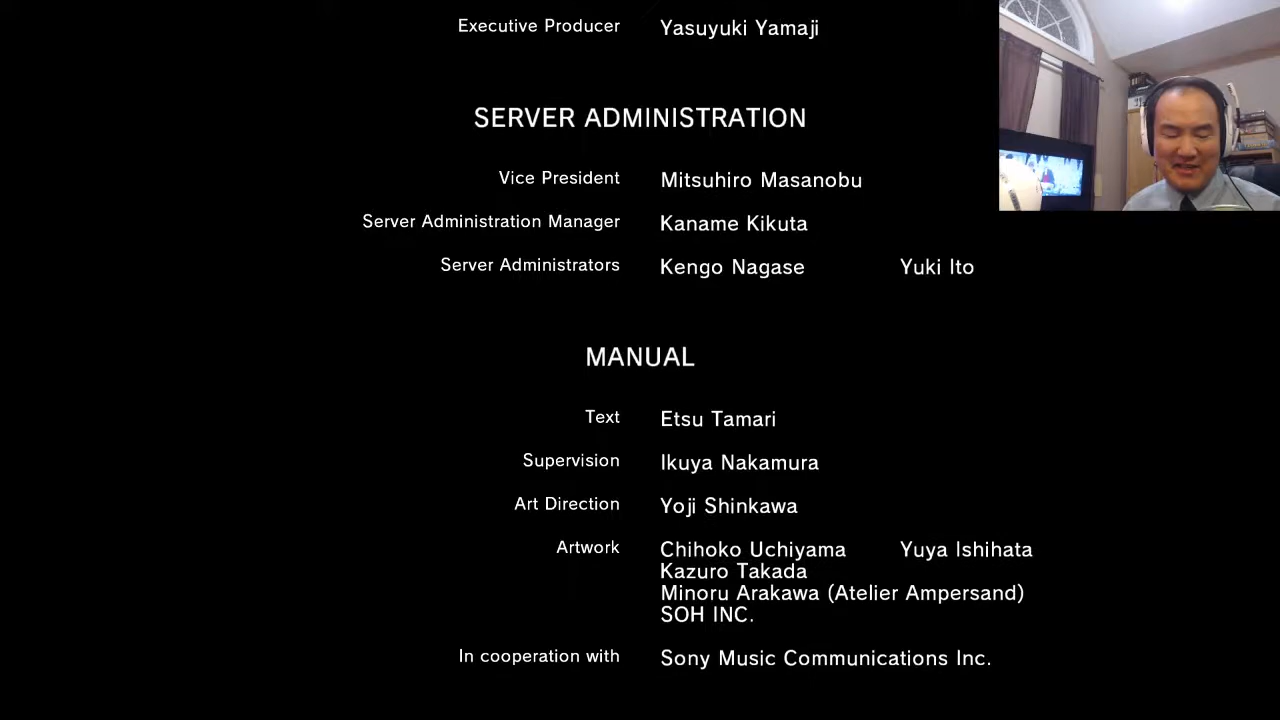 Executive Producer Yasuyuki Yamaji
SERVER ADMINISTRATION
Vice President Mitsuhiro Masanobu
Server Administration Manager Kaname Kikuta
Server Administrators Kengo Nagase Yuki Ito
MANUAL
Text Etsu Tamari
Supervision Ikuya Nakamura
Art Direction Yoji Shinkawa
Artwork Chihoko Uchiyama Yuya Ishihata
Kazuro Takada
Minoru Arakawa (Atelier Ampersand)
SOH INC.
In cooperation with Sony Music Communications Inc.